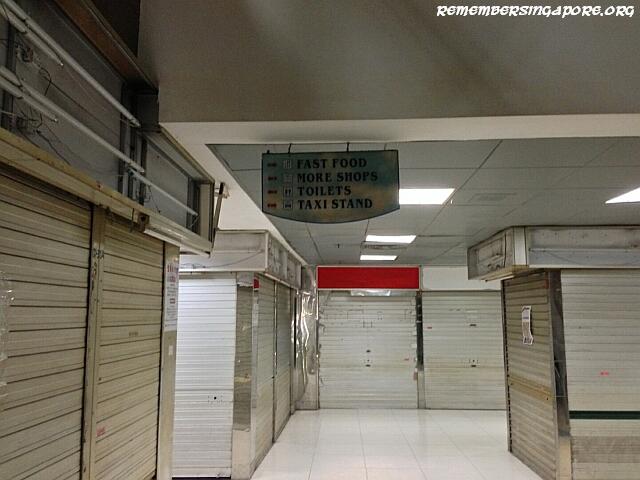 REMEMBERSINGAPORE.ORG
FAST FOOD
MORE SHOPS
TOILETS
TAXI STAND